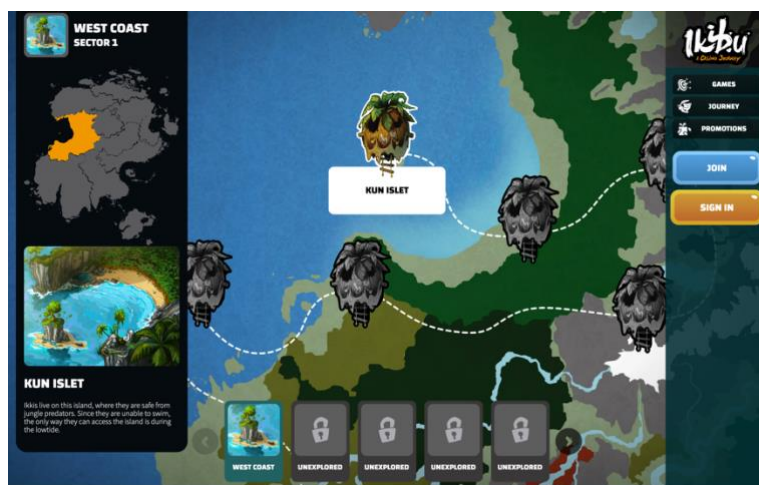 WEST COAST
SECTOR 1
Ikibu
GAMES
JOURNEY
PROMOTIONS
JOIN
SIGN IN
KUN ISLET
KUN ISLET
Ikkis live on this island, where they are safe from
jungle predators. Since they are unable to swim,
the only way they can access the island is during
the lowtide.
WEST COAST
UNEXPLORED
UNEXPLORED
UNEXPLORED
UNEXPLORED